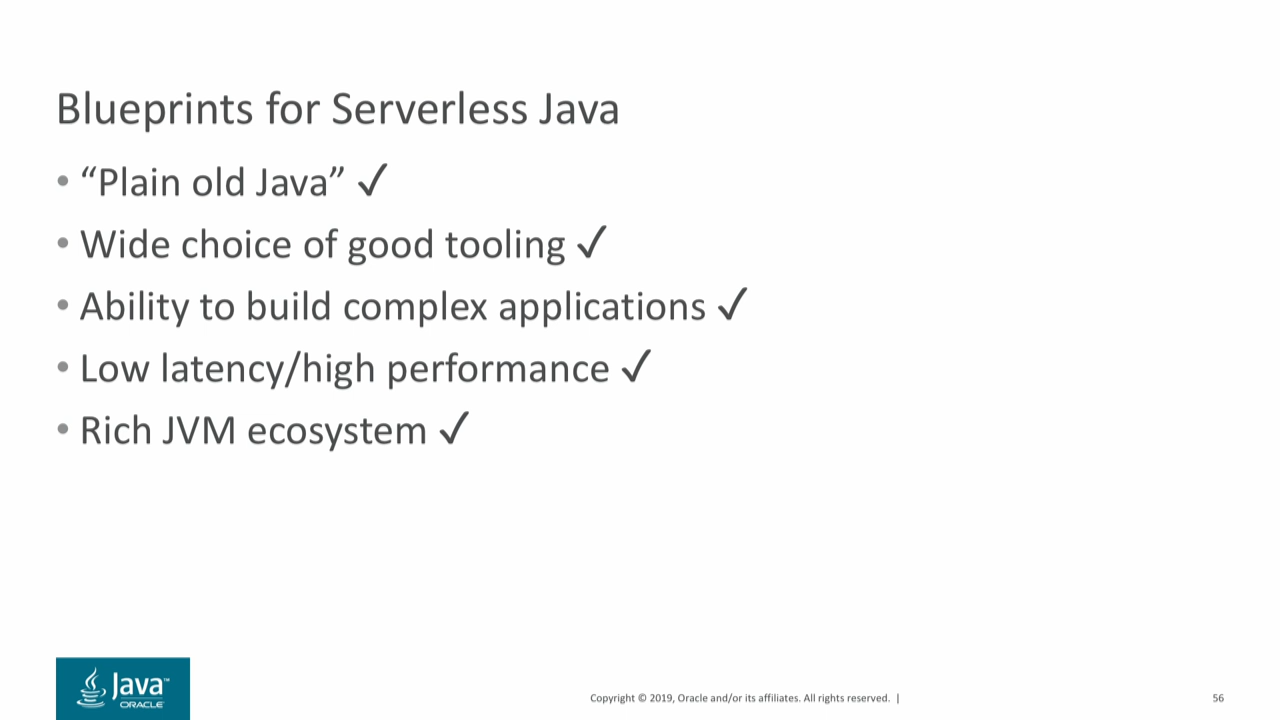 Blueprints for Serverless Java
• “Plain old Java” ✓
• Wide choice of good tooling ✓
• Ability to build complex applications ✓
• Low latency/high performance ✓
• Rich JVM ecosystem ✓
Java™
ORACLE
Copyright © 2019, Oracle and/or its affiliates. All rights reserved. |
56